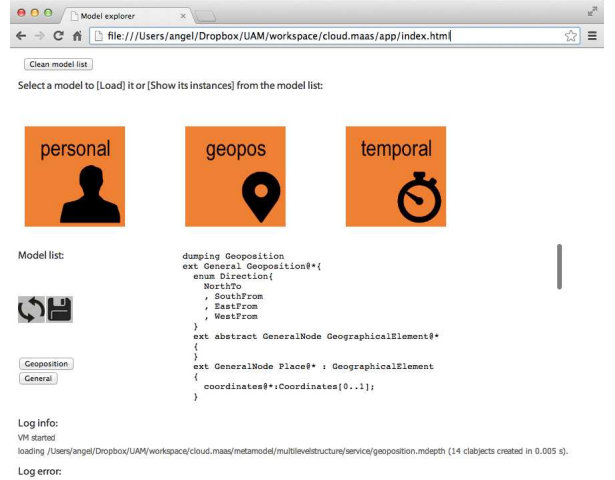 Model explorer
file:///Users/angel/Dropbox/UAM/workspace/cloud.maas/app/index.html
Clean model list
Select a model to [Load] it or [Show its instances] from the model list:
personal geopos temporal
Model list:
dumping Geoposition
ext General Geoposition@*{
enum Direction{
NorthTo
, SouthFrom
, EastFrom
, WestFrom
}
ext abstract GeneralNode GeographicalElement@*
{
}
ext GeneralNode Place@* : GeographicalElement
{
coordinates@*:Coordinates[0..1];
}
Geoposition
General
Log info:
VM started
loading /Users/angel/Dropbox/UAM/workspace/cloud.maas/metamodel/multilevelstructure/service/geoposition.mdepth (14 clabjects created in 0.005 s).
Log error: